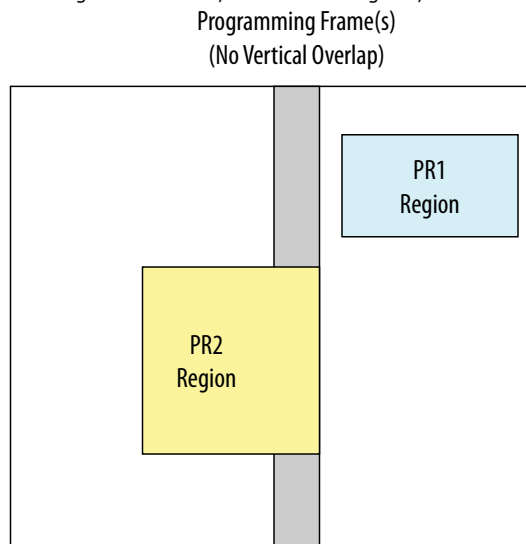 Programming Frame(s)
(No Vertical Overlap)
PR1
Region
PR2
Region